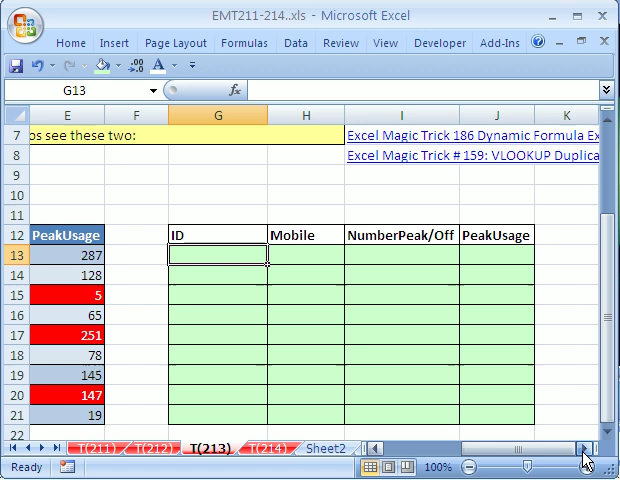 EMT211-214..xls - Microsoft Excel
Home Insert Page Layout Formulas Data Review View Developer Add-Ins
G13 fx
E F G H I J K
7 os see these two: Excel Magic Trick 186 Dynamic Formula Ex
8 Excel Magic Trick # 159: VLOOKUP Duplica
9
10
11
12 PeakUsage ID Mobile NumberPeak/Off PeakUsage
13 287
14 128
15 5
16 65
17 251
18 78
19 145
20 147
21 19
22
T(211) T(212) T(213) T(214) Sheet2
Ready 100%